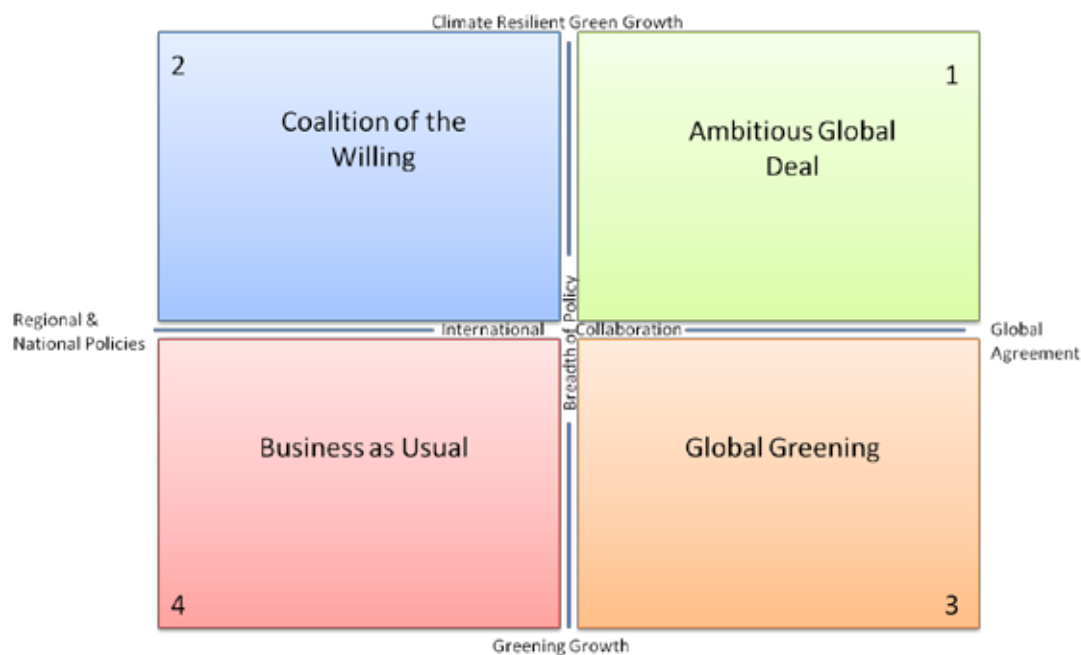 Climate Resilient Green Growth
2
1
Coalition of the
Willing
Ambitious Global
Deal
Breadth of Policy
Regional &
National Policies
International
Collaboration
Global
Agreement
Business as Usual
Global Greening
4
3
Greening Growth